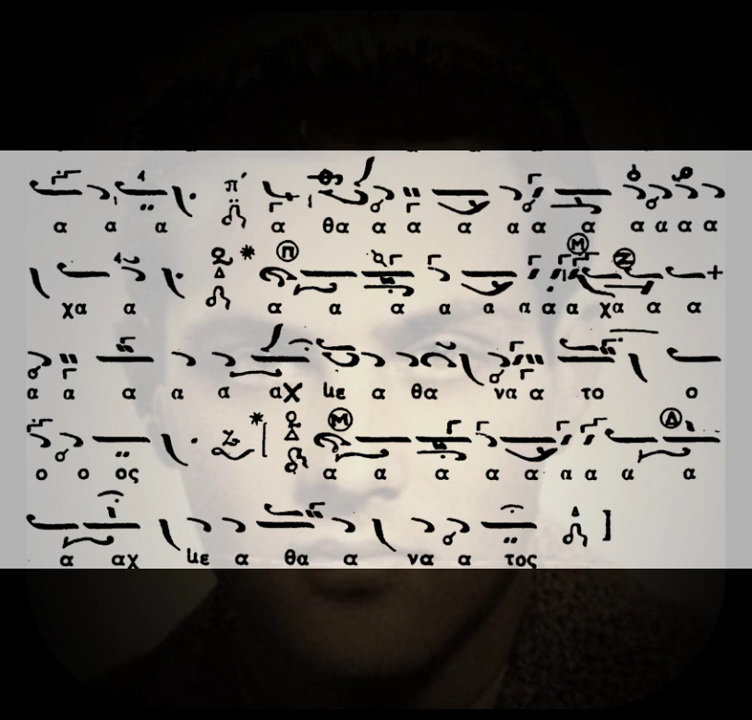 α α α π΄ α θα α α α α α α α α α α
χα α * Π α α α α α α α Μ χα Ζ α α
α α α α α αχ με α θα να α το ο
ο ο ος * Μ α α α α α α α α Δ α
α αχ με α θα α να α τος ]